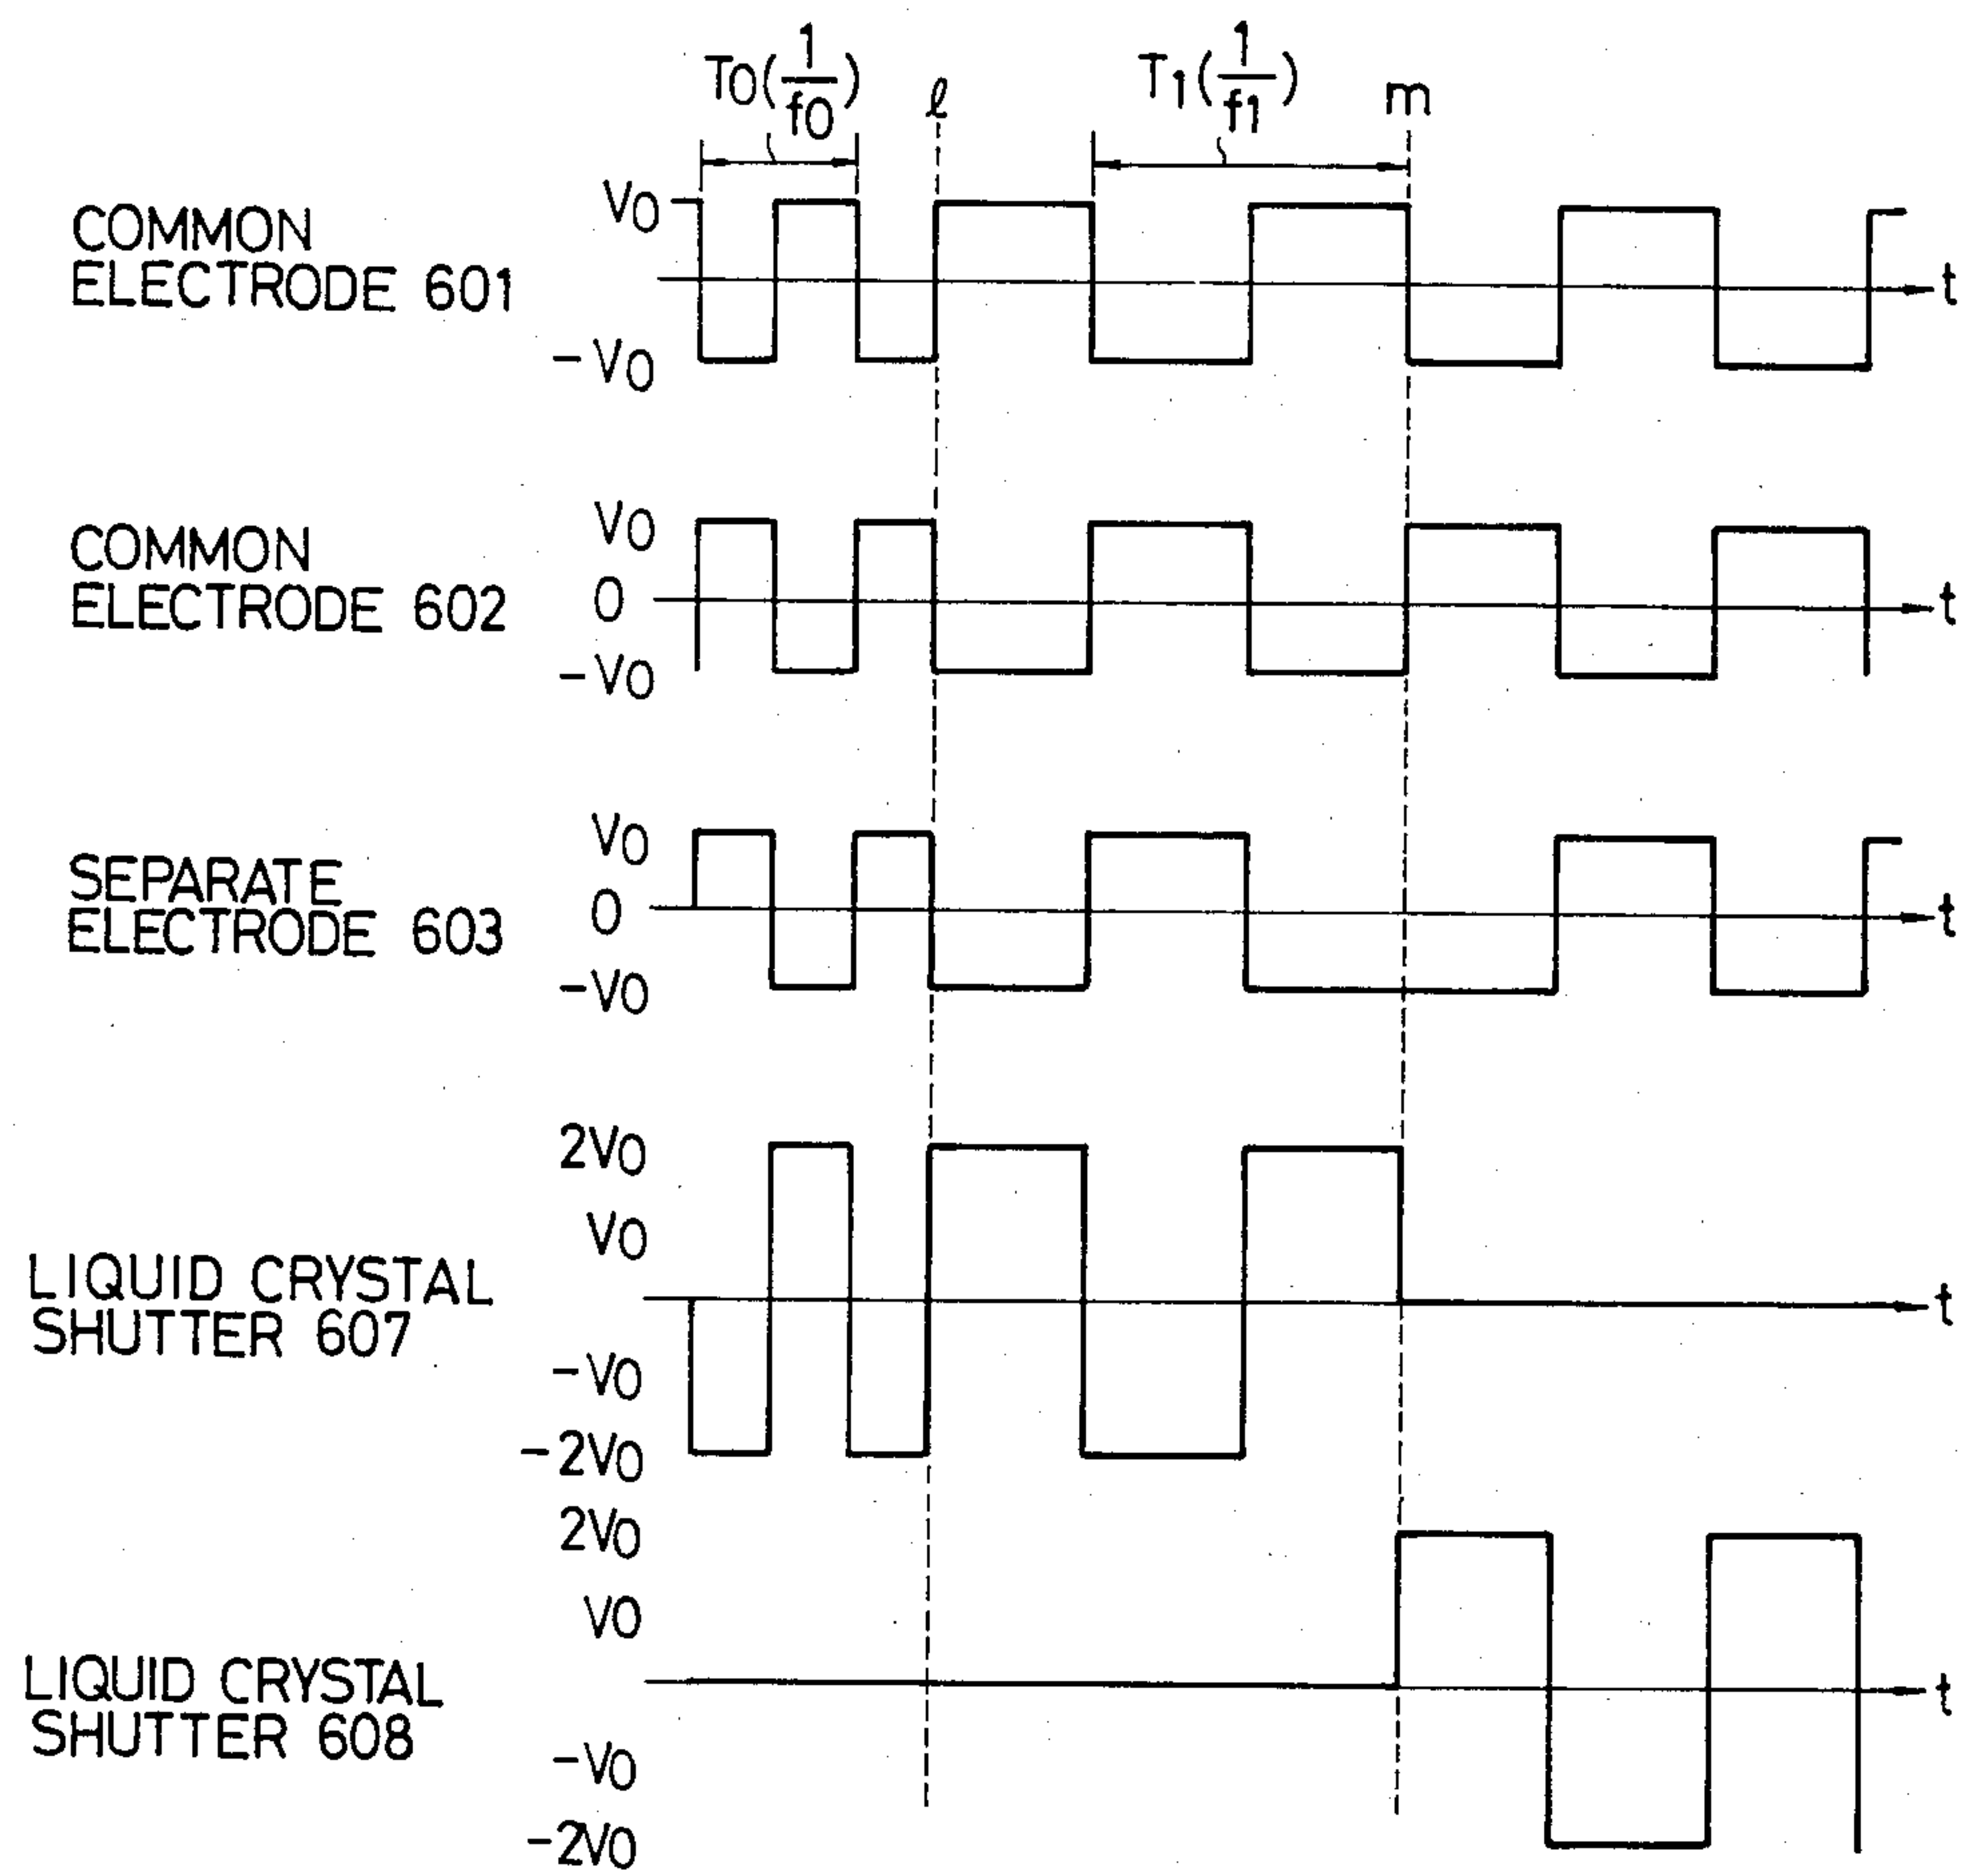 T0(1/f0)
ℓ
T1(1/f1)
m
COMMON
ELECTRODE 601
V0
-V0
t
COMMON
ELECTRODE 602
V0
0
-V0
t
SEPARATE
ELECTRODE 603
V0
0
-V0
t
LIQUID CRYSTAL
SHUTTER 607
2V0
V0
-V0
-2V0
t
LIQUID CRYSTAL
SHUTTER 608
2V0
V0
-V0
-2V0
t